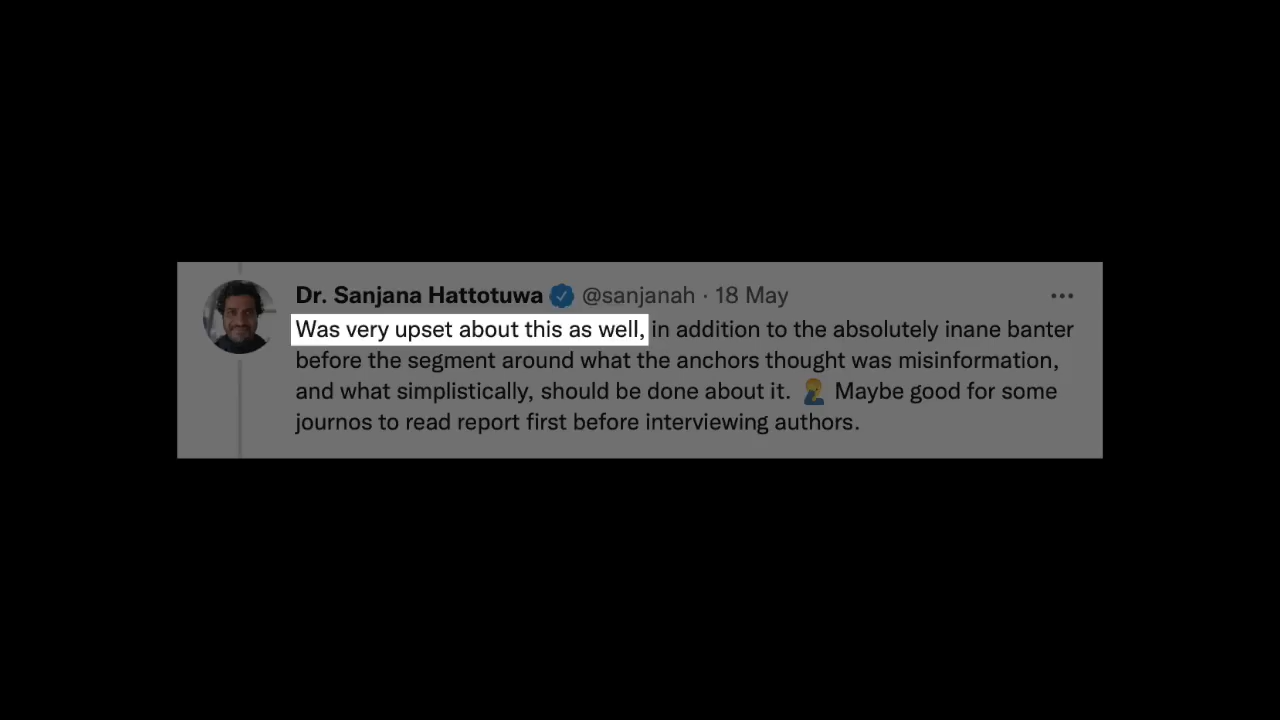 Dr. Sanjana Hattotuwa @sanjanah · 18 May
Was very upset about this as well, in addition to the absolutely inane banter
before the segment around what the anchors thought was misinformation,
and what simplistically, should be done about it. 🤦‍♂️ Maybe good for some
journos to read report first before interviewing authors.